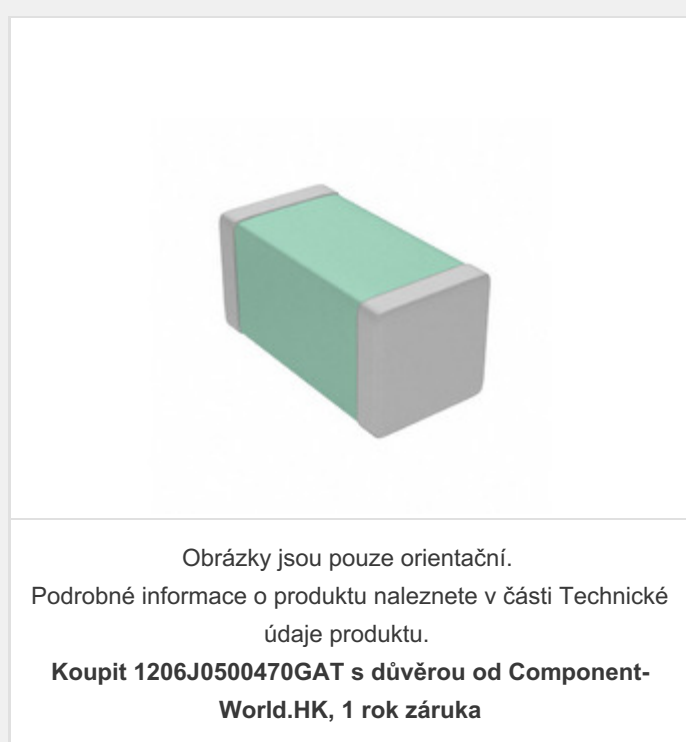 Obrázky jsou pouze orientační.
Podrobné informace o produktu naleznete v části Technické
údaje produktu.
Koupit 1206J0500470GAT s důvěrou od Component-
World.HK, 1 rok záruka